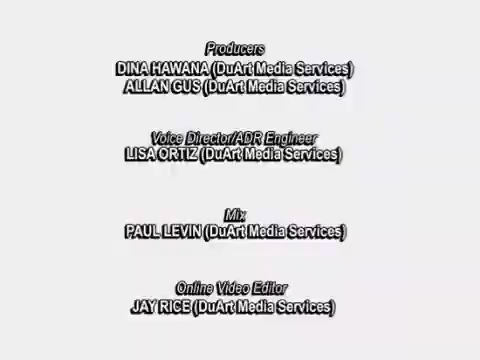 Producers
DINA HAWANA (DuArt Media Services)
ALLAN GUS (DuArt Media Services)
Voice Director/ADR Engineer
LISA ORTIZ (DuArt Media Services)
Mix
PAUL LEVIN (DuArt Media Services)
Online Video Editor
JAY RICE (DuArt Media Services)